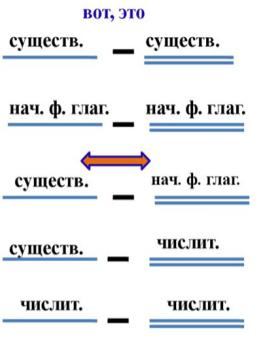 вот, это
существ. – существ.
нач. ф. глаг. – нач. ф. глаг.
существ. – нач. ф. глаг.
существ. – числит.
числит. – числит.